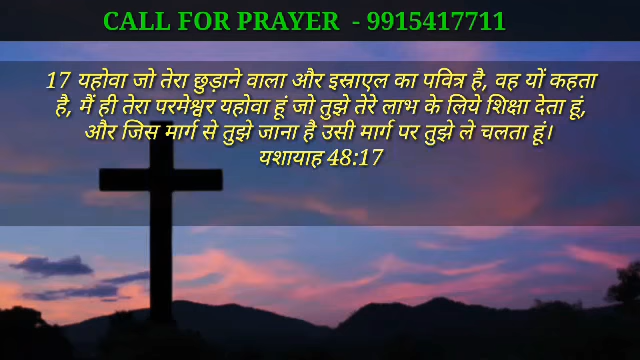 CALL FOR PRAYER - 9915417711
17 यहोवा जो तेरा छुड़ाने वाला और इस्राएल का पवित्र है, वह यों कहता
है, मैं ही तेरा परमेश्वर यहोवा हूं जो तुझे तेरे लाभ के लिये शिक्षा देता हूं,
और जिस मार्ग से तुझे जाना है उसी मार्ग पर तुझे ले चलता हूं।
यशायाह 48:17